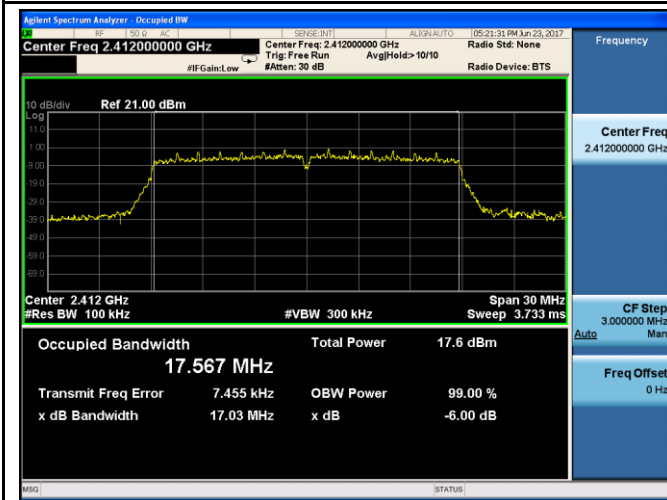 Agilent Spectrum Analyzer - Occupied BW
RF 50 Ω AC SENSE:INT ALIGN AUTO 05:21:31 PM Jun 23, 2017
Center Freq 2.412000000 GHz
Center Freq: 2.412000000 GHz
Radio Std: None
Trig: Free Run Avg|Hold:>10/10
#IFGain:Low #Atten: 30 dB Radio Device: BTS
10 dB/div Ref 21.00 dBm
Log
11.0
1.00
-9.00
-19.0
-29.0
-39.0
-49.0
-59.0
-69.0
Center 2.412 GHz Span 30 MHz
#Res BW 100 kHz #VBW 300 kHz Sweep 3.733 ms
Occupied Bandwidth Total Power 17.6 dBm
17.567 MHz
Transmit Freq Error 7.455 kHz OBW Power 99.00 %
x dB Bandwidth 17.03 MHz x dB -6.00 dB
MSG STATUS
Frequency
Center Freq
2.412000000 GHz
CF Step
3.000000 MHz
Auto Man
Freq Offset
0 Hz